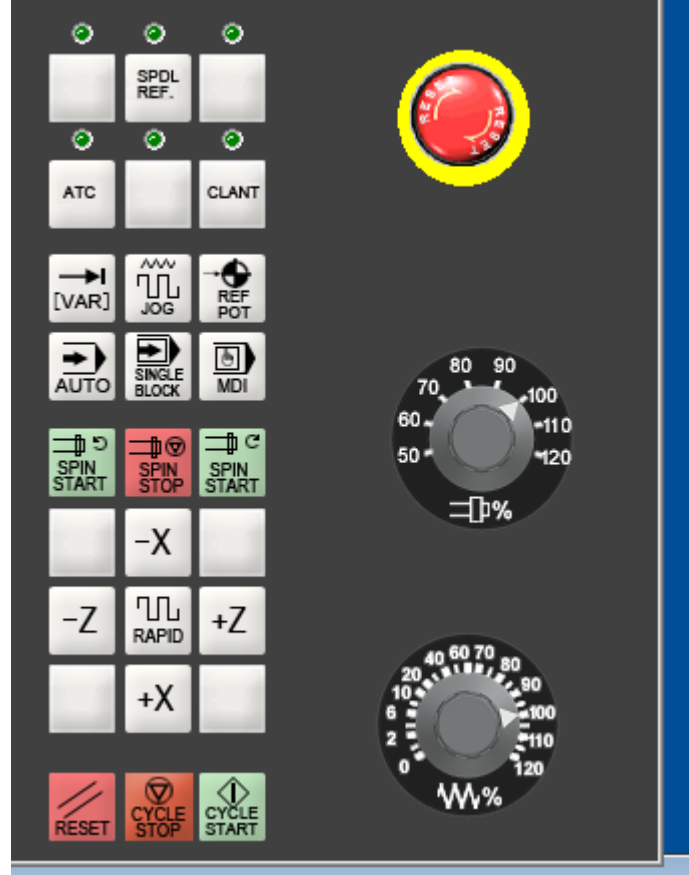 SPDL
REF.
RESET
RESET
ATC
CLANT
[VAR]
JOG
REF
POT
AUTO
SINGLE
BLOCK
MDI
80 90
70 100
60 110
50 120
%
SPIN
START
SPIN
STOP
SPIN
START
-X
-Z
RAPID
+Z
+X
40 60 70 80
20 90
10 100
6 110
2 120
0
%
RESET
CYCLE
STOP
CYCLE
START